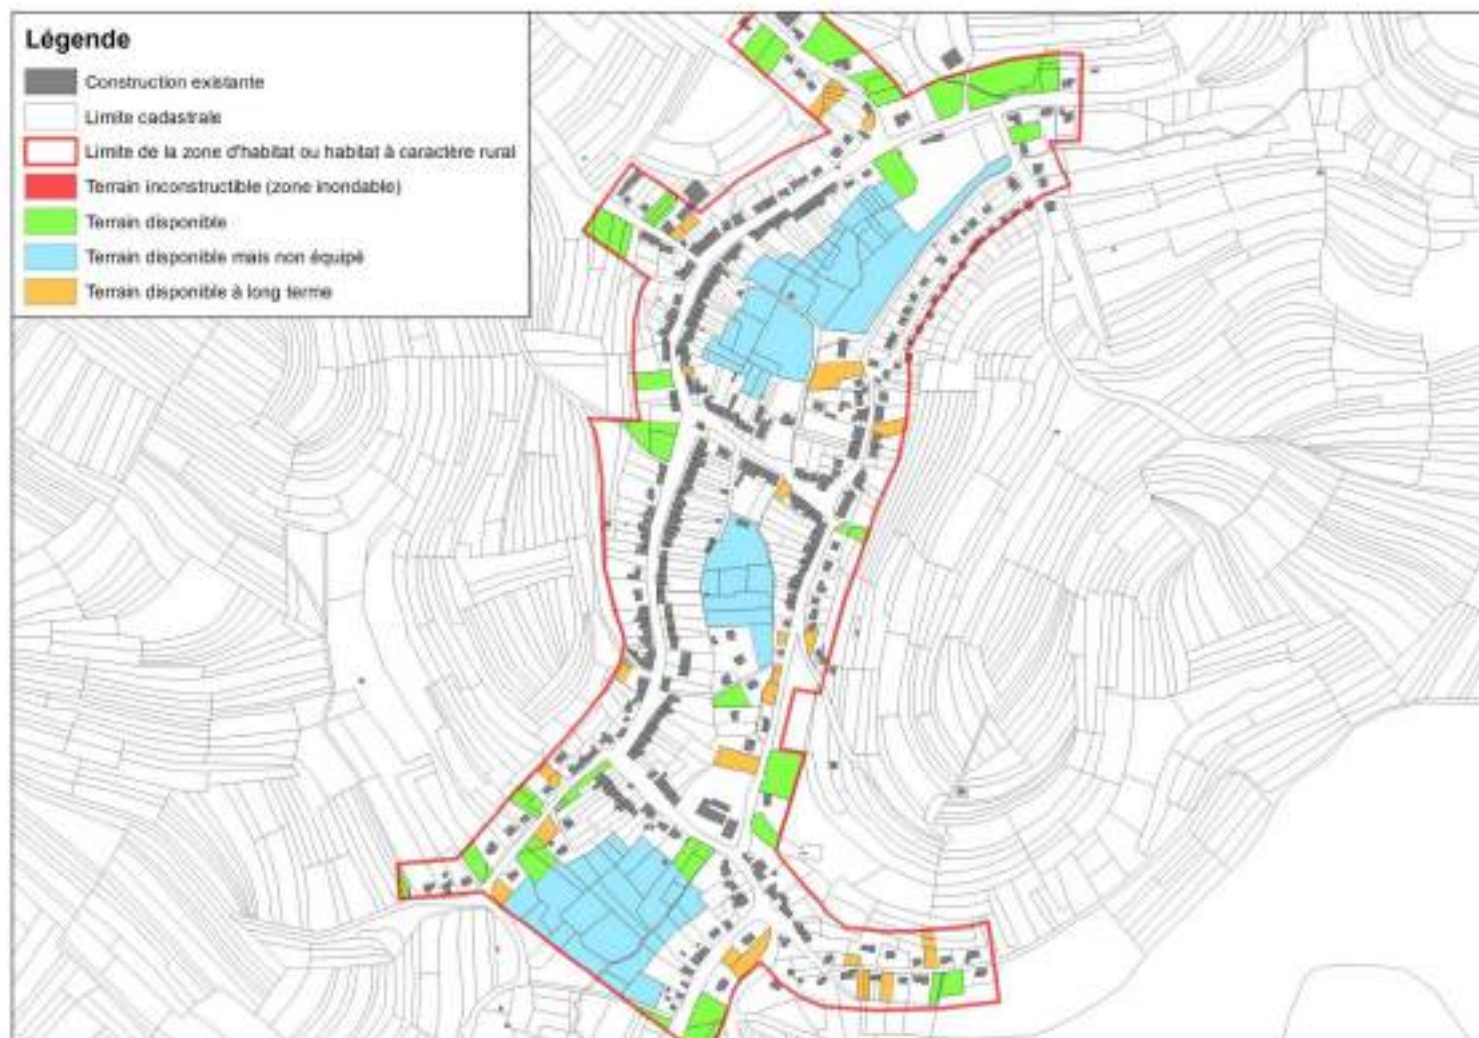 Légende
Construction existante
Limite cadastrale
Limite de la zone d'habitat ou habitat à caractère rural
Terrain inconstructible (zone inondable)
Terrain disponible
Terrain disponible mais non équipé
Terrain disponible à long terme